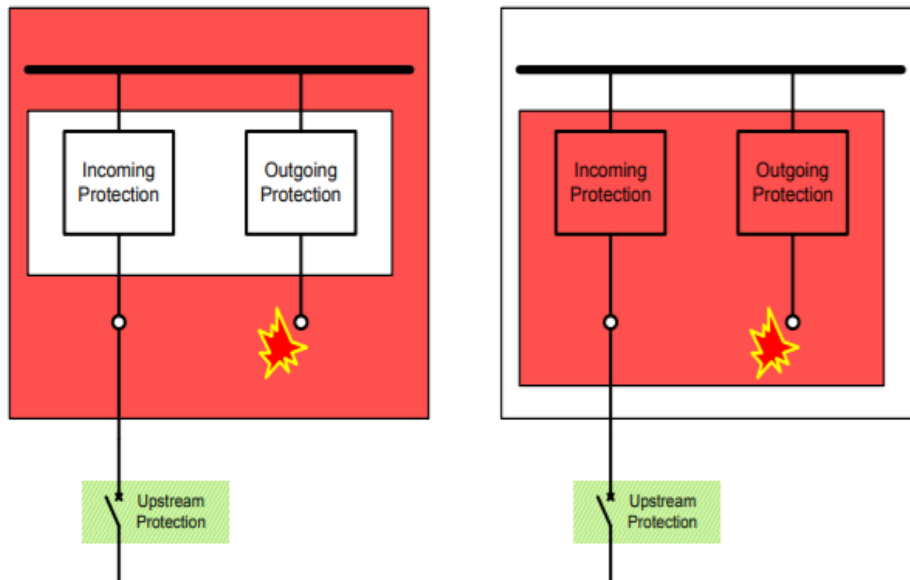 Incoming
Protection
Outgoing
Protection
Incoming
Protection
Outgoing
Protection
Upstream
Protection
Upstream
Protection